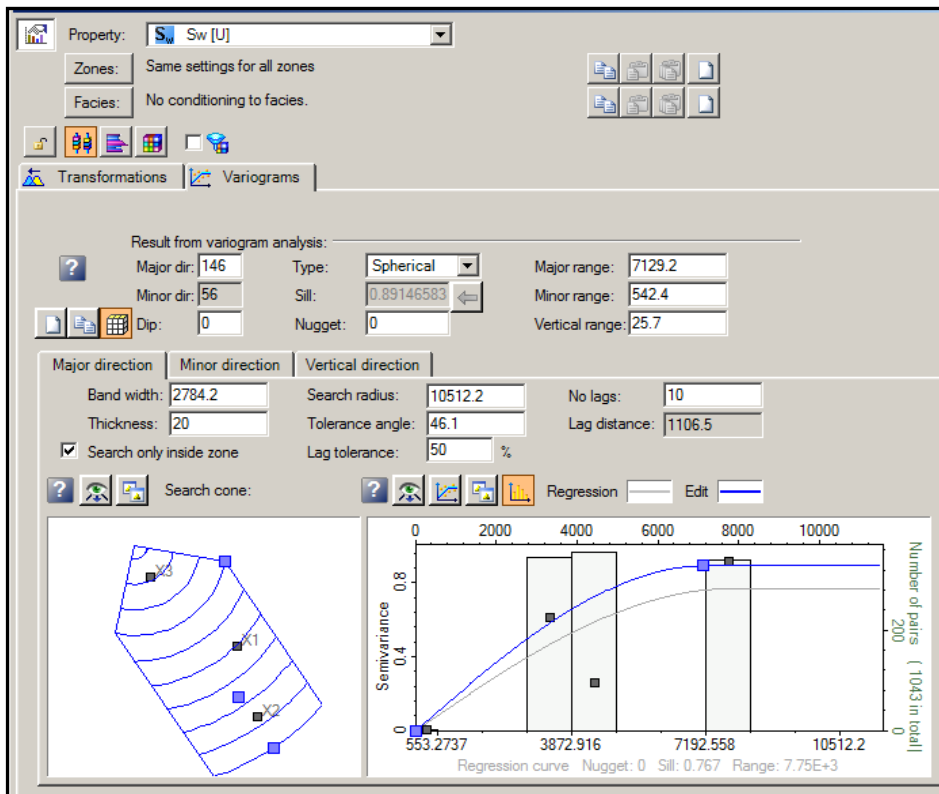 Property: Sw Sw [U]
Zones: Same settings for all zones
Facies: No conditioning to facies.
Transformations Variograms
Result from variogram analysis:
? Major dir: 146 Type: Spherical Major range: 7129.2
Minor dir: 56 Sill: 0.89146583 Minor range: 542.4
Dip: 0 Nugget: 0 Vertical range: 25.7
Major direction Minor direction Vertical direction
Band width: 2784.2 Search radius: 10512.2 No lags: 10
Thickness: 20 Tolerance angle: 46.1 Lag distance: 1106.5
Search only inside zone Lag tolerance: 50 %
? Search cone: ? Regression Edit
X3
X1
X2
0 2000 4000 6000 8000 10000
0.8
0.4
0
Semivariance
200
0
Number of pairs (1043 in total)
553.2737 3872.916 7192.558 10512.2
Regression curve Nugget: 0 Sill: 0.767 Range: 7.75E+3